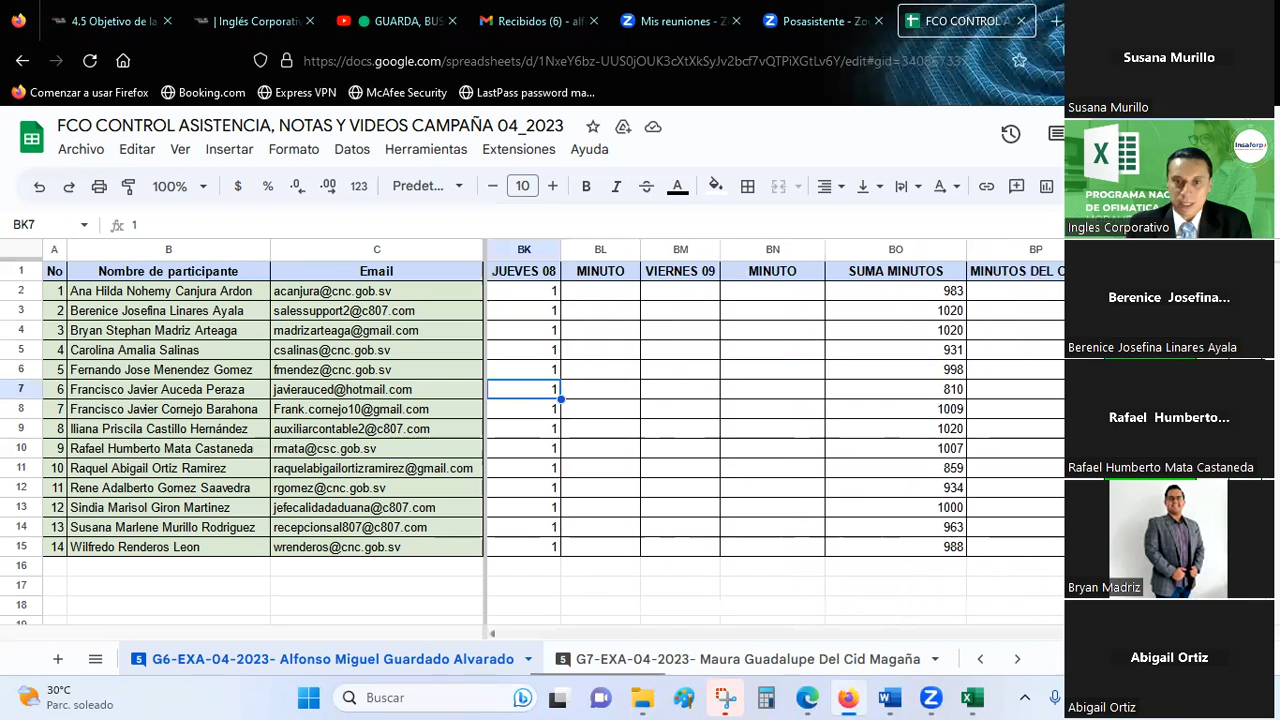 4.5 Objetivo de la
| Inglés Corporativ
GUARDA, BUS
Recibidos (6) - alf
Mis reuniones - Z
Posasistente - Zo
FCO CONTROL A
https://docs.google.com/spreadsheets/d/1NxeY6bz-UUS0jOUK3cXtXkSyJv2bcf7vQTPiXGtLv6Y/edit#gid=340867337
Comenzar a usar Firefox
Booking.com
Express VPN
McAfee Security
LastPass password ma...
FCO CONTROL ASISTENCIA, NOTAS Y VIDEOS CAMPAÑA 04_2023
Archivo Editar Ver Insertar Formato Datos Herramientas Extensiones Ayuda
100% $ % .0 .00 123 Predet... 10 B I A
BK7 fx 1
A B C BK BL BM BN BO BP
1 No Nombre de participante Email JUEVES 08 MINUTO VIERNES 09 MINUTO SUMA MINUTOS MINUTOS DEL C
2 1 Ana Hilda Nohemy Canjura Ardon acanjura@cnc.gob.sv 1 983
3 2 Berenice Josefina Linares Ayala salessupport2@c807.com 1 1020
4 3 Bryan Stephan Madriz Arteaga madrizarteaga@gmail.com 1 1020
5 4 Carolina Amalia Salinas csalinas@cnc.gob.sv 1 931
6 5 Fernando Jose Menendez Gomez fmendez@cnc.gob.sv 1 998
7 6 Francisco Javier Auceda Peraza javierauced@hotmail.com 1 810
8 7 Francisco Javier Cornejo Barahona Frank.cornejo10@gmail.com 1 1009
9 8 Iliana Priscila Castillo Hernández auxiliarcontable2@c807.com 1 1020
10 9 Rafael Humberto Mata Castaneda rmata@csc.gob.sv 1 1007
11 10 Raquel Abigail Ortiz Ramirez raquelabigailortizramirez@gmail.com 1 859
12 11 Rene Adalberto Gomez Saavedra rgomez@cnc.gob.sv 1 934
13 12 Sindia Marisol Giron Martinez jefecalidadaduana@c807.com 1 1000
14 13 Susana Marlene Murillo Rodriguez recepcionsal807@c807.com 1 963
15 14 Wilfredo Renderos Leon wrenderos@cnc.gob.sv 1 988
16
17
18
19
5 G6-EXA-04-2023- Alfonso Miguel Guardado Alvarado
5 G7-EXA-04-2023- Maura Guadalupe Del Cid Magaña
30°C
Parc. soleado
Buscar
Susana Murillo
Susana Murillo
X
Insaforp
PROGRAMA NAC
DE OFIMATICA
Ingles Corporativo
Berenice Josefina...
Berenice Josefina Linares Ayala
Rafael Humberto...
Rafael Humberto Mata Castaneda
Bryan Madriz
Abigail Ortiz
Abigail Ortiz